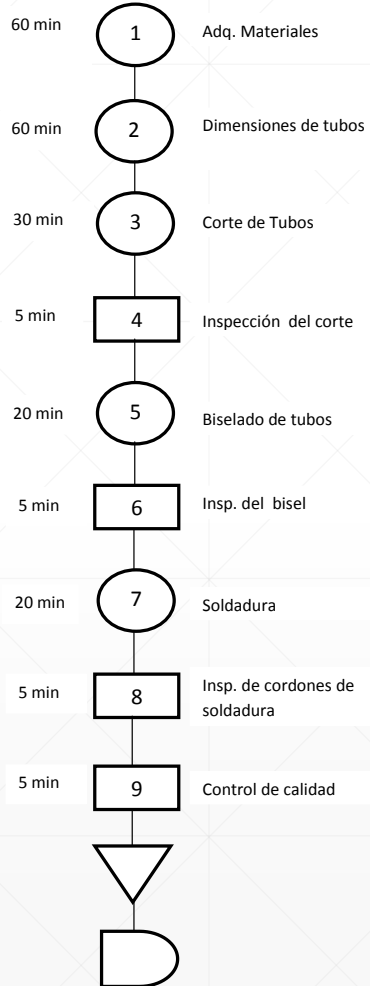 60 min 1 Adq. Materiales
60 min 2 Dimensiones de tubos
30 min 3 Corte de Tubos
5 min 4 Inspección del corte
20 min 5 Biselado de tubos
5 min 6 Insp. del bisel
20 min 7 Soldadura
5 min 8 Insp. de cordones de
soldadura
5 min 9 Control de calidad